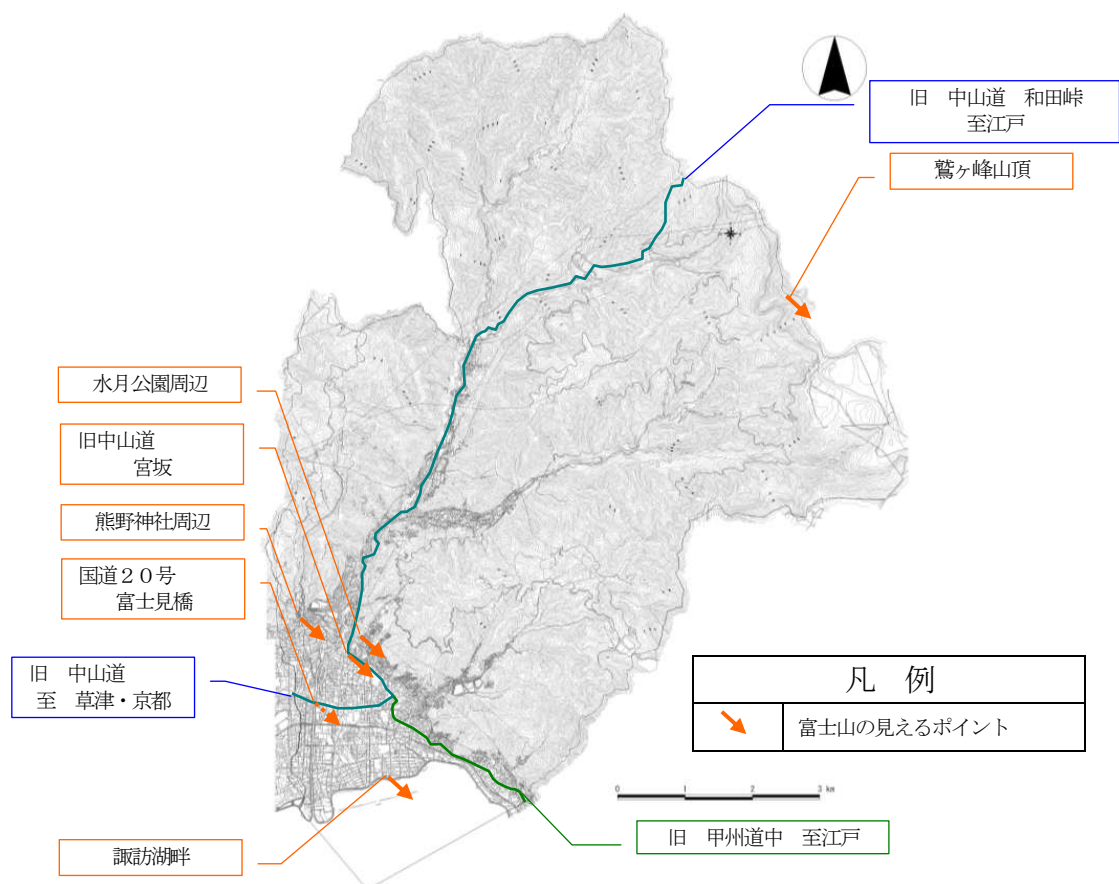 旧　中山道　和田峠
至江戸
鷲ヶ峰山頂
水月公園周辺
旧中山道
宮坂
熊野神社周辺
国道２０号
富士見橋
旧　中山道
至　草津・京都
凡　例
富士山の見えるポイント
0 1 2 3 km
旧　甲州道中　至江戸
諏訪湖畔